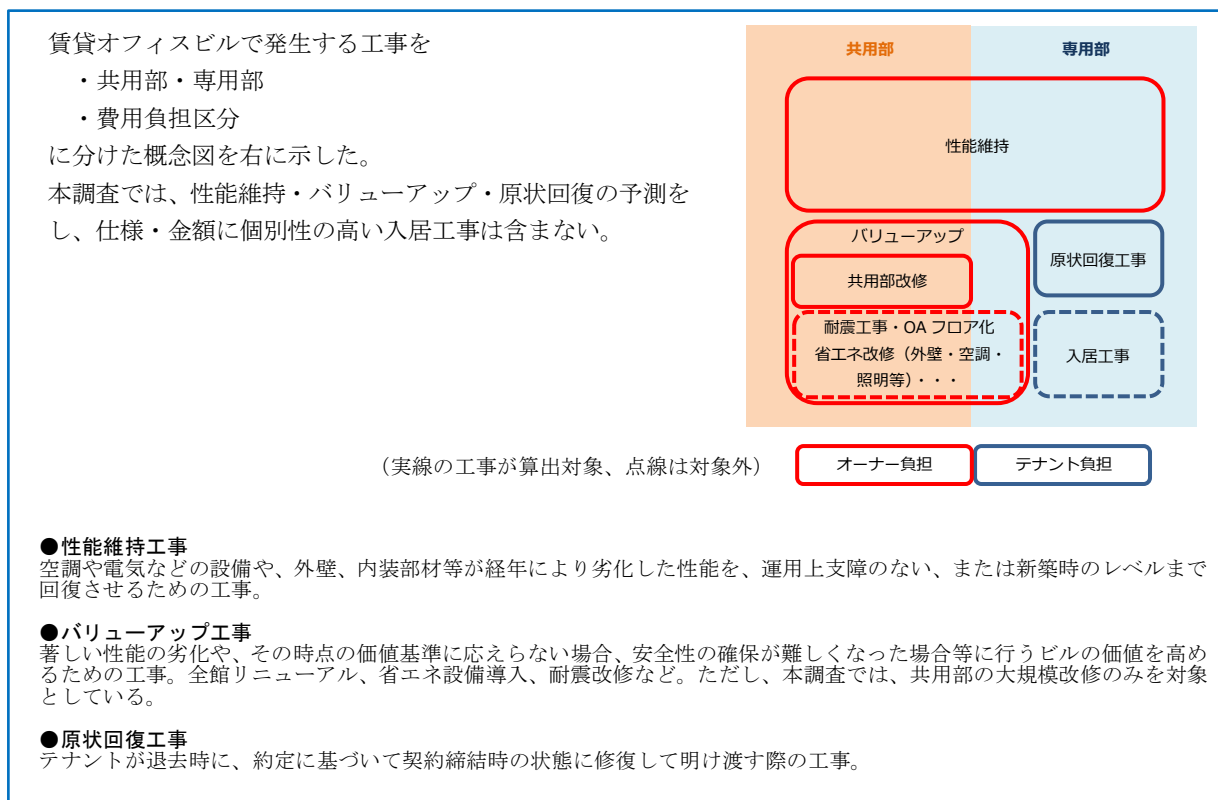 賃貸オフィスビルで発生する工事を
・共用部・専用部
・費用負担区分
に分けた概念図を右に示した。
本調査では、性能維持・バリューアップ・原状回復の予測を
し、仕様・金額に個別性の高い入居工事は含まない。
共用部
専用部
性能維持
バリューアップ
共用部改修
耐震工事・OA フロア化
省エネ改修（外壁・空調・
照明等）・・・
原状回復工事
入居工事
（実線の工事が算出対象、点線は対象外）
オーナー負担
テナント負担
●性能維持工事
空調や電気などの設備や、外壁、内装部材等が経年により劣化した性能を、運用上支障のない、または新築時のレベルまで
回復させるための工事。
●バリューアップ工事
著しい性能の劣化や、その時点の価値基準に応えらない場合、安全性の確保が難しくなった場合等に行うビルの価値を高め
るための工事。全館リニューアル、省エネ設備導入、耐震改修など。ただし、本調査では、共用部の大規模改修のみを対象
としている。
●原状回復工事
テナントが退去時に、約定に基づいて契約締結時の状態に修復して明け渡す際の工事。